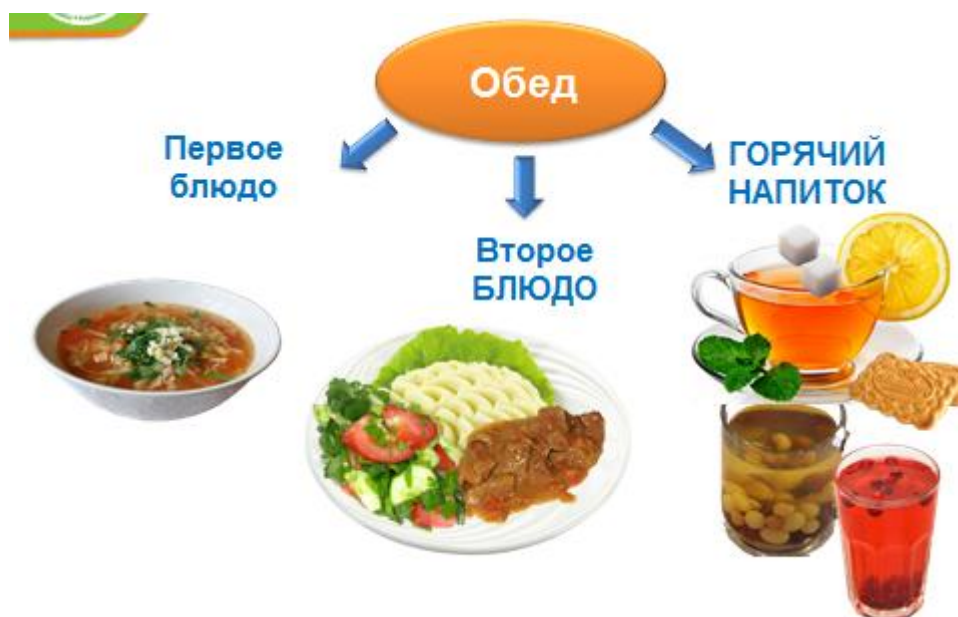 Обед
Первое
блюдо
ГОРЯЧИЙ
НАПИТОК
Второе
БЛЮДО